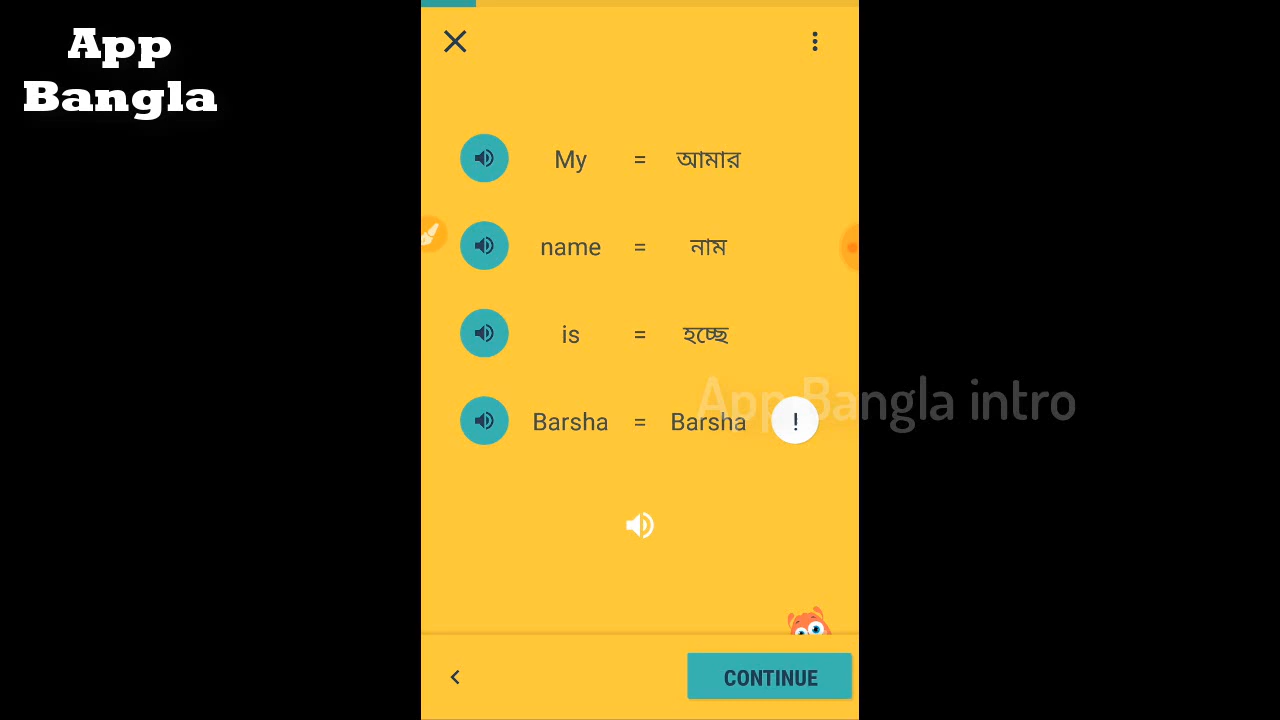 App
Bangla
My = আমার
name = নাম
is = হচ্ছে
App Bangla intro
Barsha = Barsha !
CONTINUE